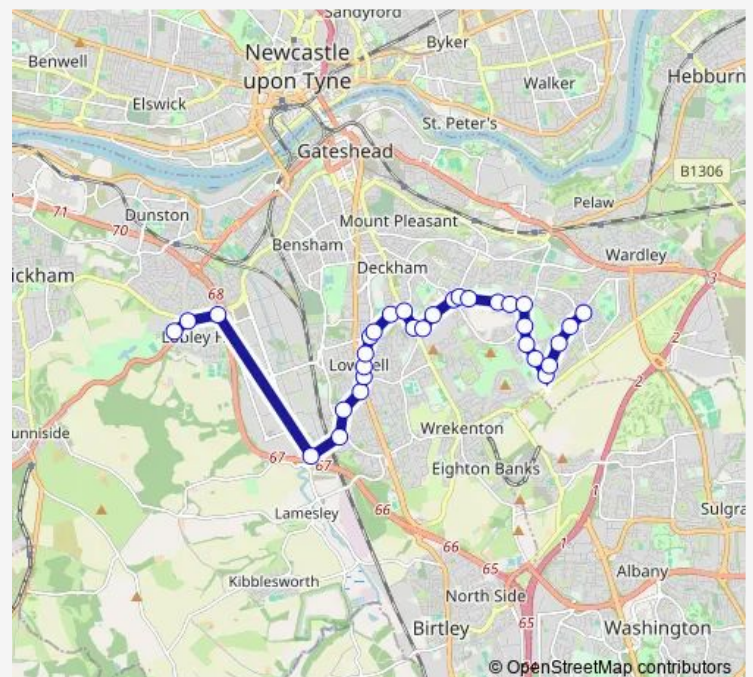 Sandyford
Byker
Newcastle
upon Tyne
Benwell
Walker
Hebburn
Elswick
St. Peter's
Gateshead
B1306
Pelaw
71
70
Dunston
Mount Pleasant
Bensham
Wardley
Deckham
ickham
68
3
2
Lobley H
Low ell
2
unniside
Wrekenton
67
67
Eighton Banks
1
Lamesley
66
Sulgra
1
66
Kibblesworth
65
Albany
North Side
65
Birtley
Washington
© OpenStreetMap contributors